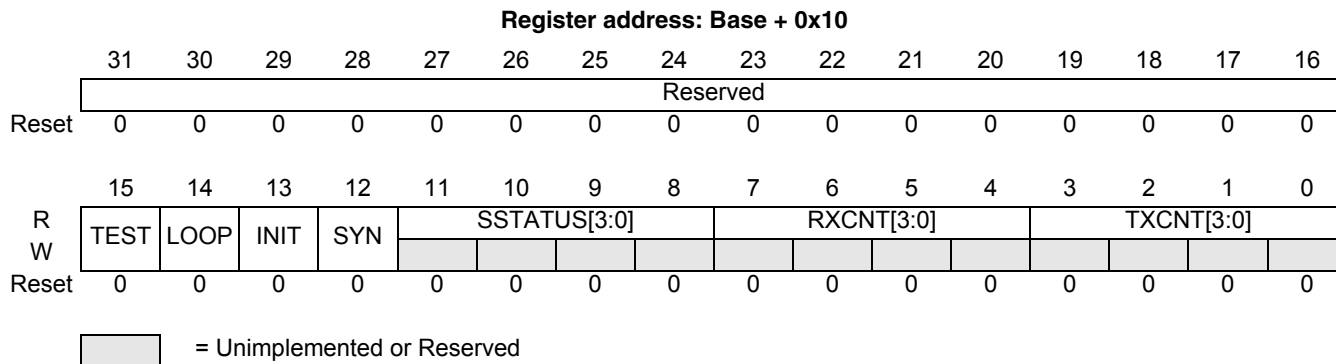 Register address: Base + 0x10
31 30 29 28 27 26 25 24 23 22 21 20 19 18 17 16
Reserved
Reset 0 0 0 0 0 0 0 0 0 0 0 0 0 0 0 0
15 14 13 12 11 10 9 8 7 6 5 4 3 2 1 0
R TEST LOOP INIT SYN SSTATUS[3:0] RXCNT[3:0] TXCNT[3:0]
W
Reset 0 0 0 0 0 0 0 0 0 0 0 0 0 0 0 0
= Unimplemented or Reserved